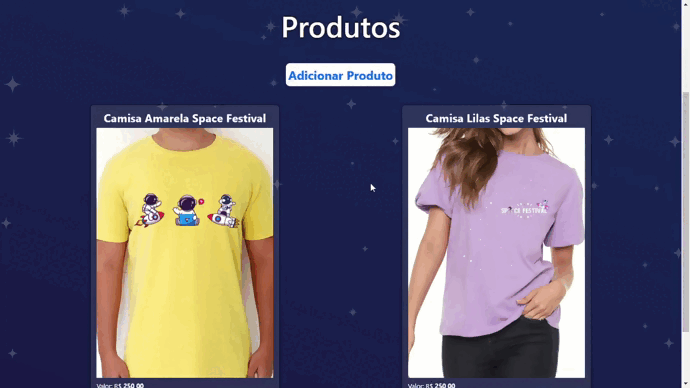 Produtos
Adicionar Produto
Camisa Amarela Space Festival
Camisa Lilas Space Festival
SPACE FESTIVAL
Valor: R$ 250,00
Valor: R$ 250,00